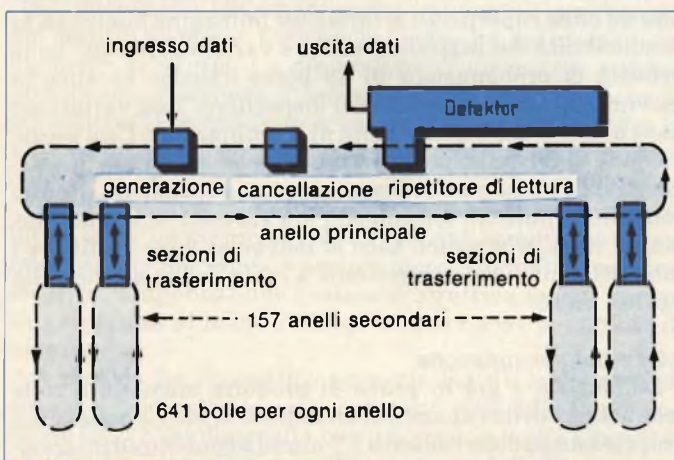 ingresso dati
uscita dati
Detektor
generazione
cancellazione
ripetitore di lettura
anello principale
sezioni di
trasferimento
sezioni di
trasferimento
157 anelli secondari
641 bolle per ogni anello